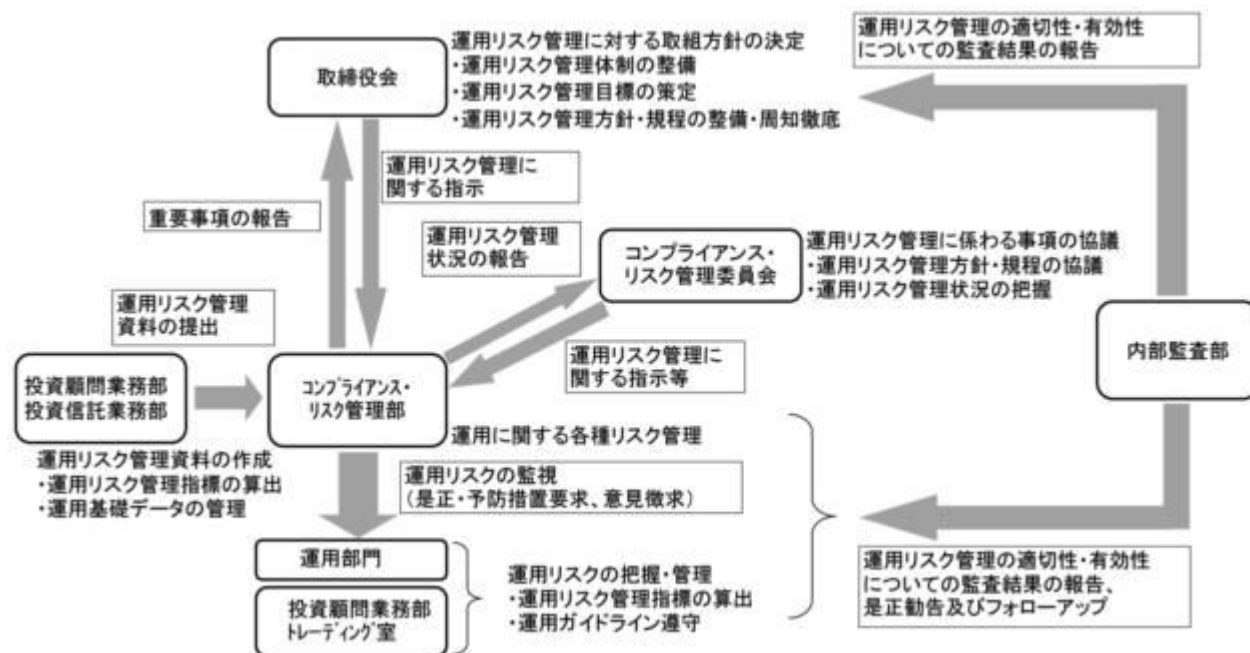 運用リスク管理に対する取組方針の決定
・運用リスク管理体制の整備
・運用リスク管理目標の策定
・運用リスク管理方針・規程の整備・周知徹底
取締役会
運用リスク管理の適切性・有効性
についての監査結果の報告
運用リスク管理に
関する指示
重要事項の報告
運用リスク管理
状況の報告
コンプライアンス・
リスク管理委員会
運用リスク管理に係わる事項の協議
・運用リスク管理方針・規程の協議
・運用リスク管理状況の把握
運用リスク管理
資料の提出
内部監査部
運用リスク管理に
関する指示等
投資顧問業務部
投資信託業務部
コンプライアンス・
リスク管理部
運用に関する各種リスク管理
運用リスク管理資料の作成
・運用リスク管理指標の算出
・運用基礎データの管理
運用リスクの監視
（是正・予防措置要求、意見徴求）
運用部門
投資顧問業務部
トレーディング室
運用リスクの把握・管理
・運用リスク管理指標の算出
・運用ガイドライン遵守
運用リスク管理の適切性・有効性
についての監査結果の報告、
是正勧告及びフォローアップ